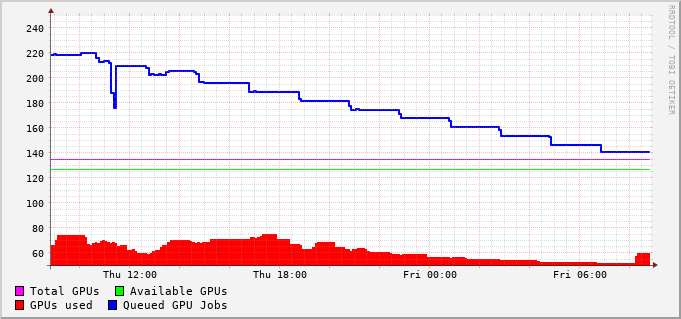 240
220
200
180
160
140
120
100
80
60
Thu 12:00 Thu 18:00 Fri 00:00 Fri 06:00
Total GPUs Available GPUs
GPUs used Queued GPU Jobs
RRDTOOL / TOBI OETIKER